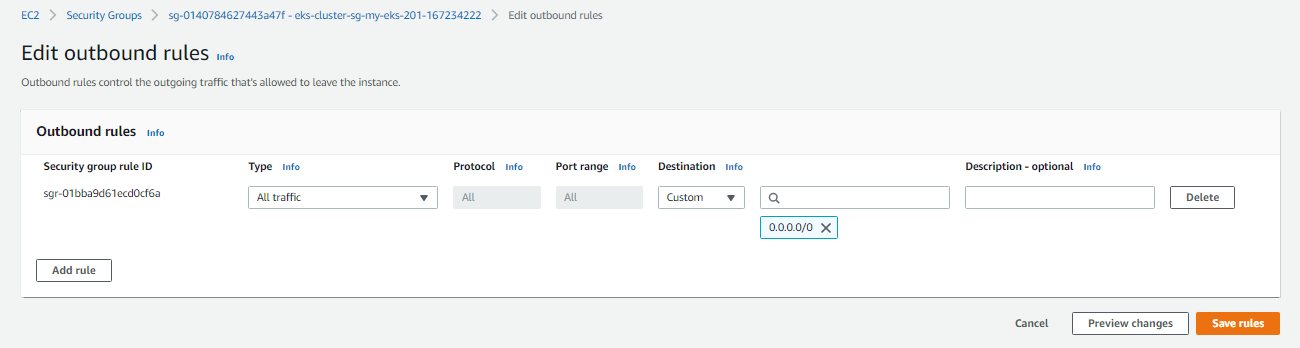 EC2 > Security Groups > sg-0140784627443a47f - eks-cluster-sg-my-eks-201-167234222 > Edit outbound rules
Edit outbound rules Info
Outbound rules control the outgoing traffic that's allowed to leave the instance.
Outbound rules Info
Security group rule ID Type Info Protocol Info Port range Info Destination Info Description - optional Info
sgr-01bba9d61ecd0cf6a All traffic All All Custom Delete
0.0.0.0/0
Add rule
Cancel Preview changes Save rules